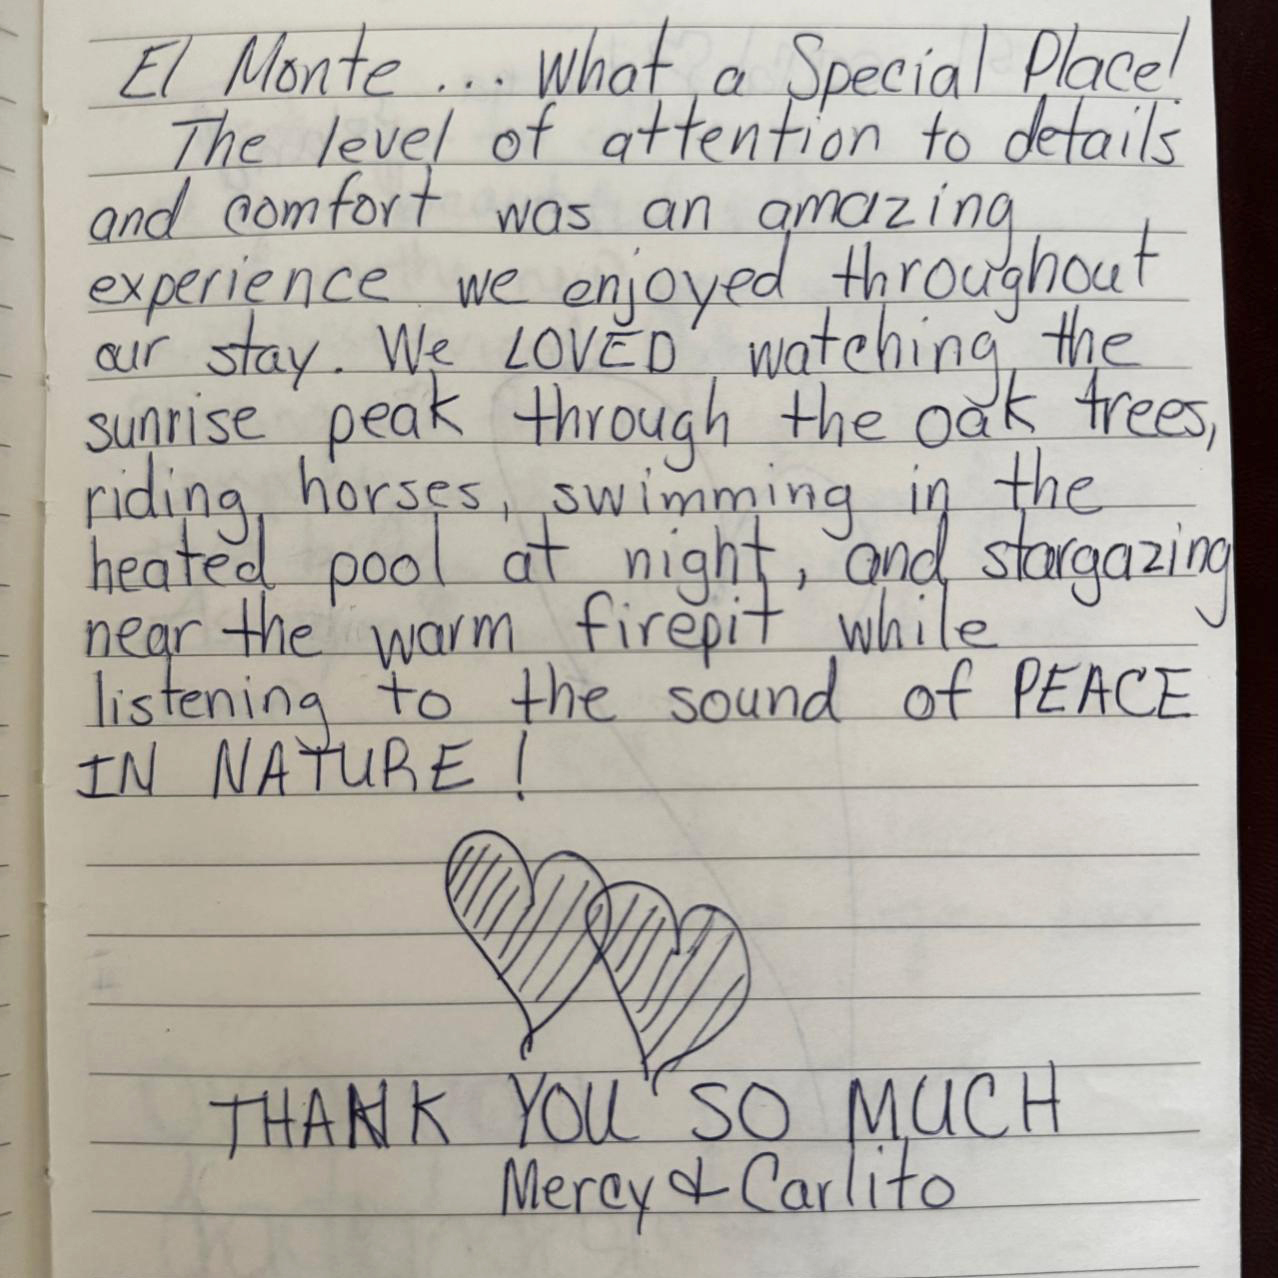 El Monte ... What a Special Place!
The level of attention to details
and comfort was an amazing
experience we enjoyed throughout
our stay. We LOVED watching the
sunrise peak through the oak trees,
riding horses, swimming in the
heated pool at night, and stargazing
near the warm firepit while
listening to the sound of PEACE
IN NATURE!
THANK YOU SO MUCH
Mercy & Carlito